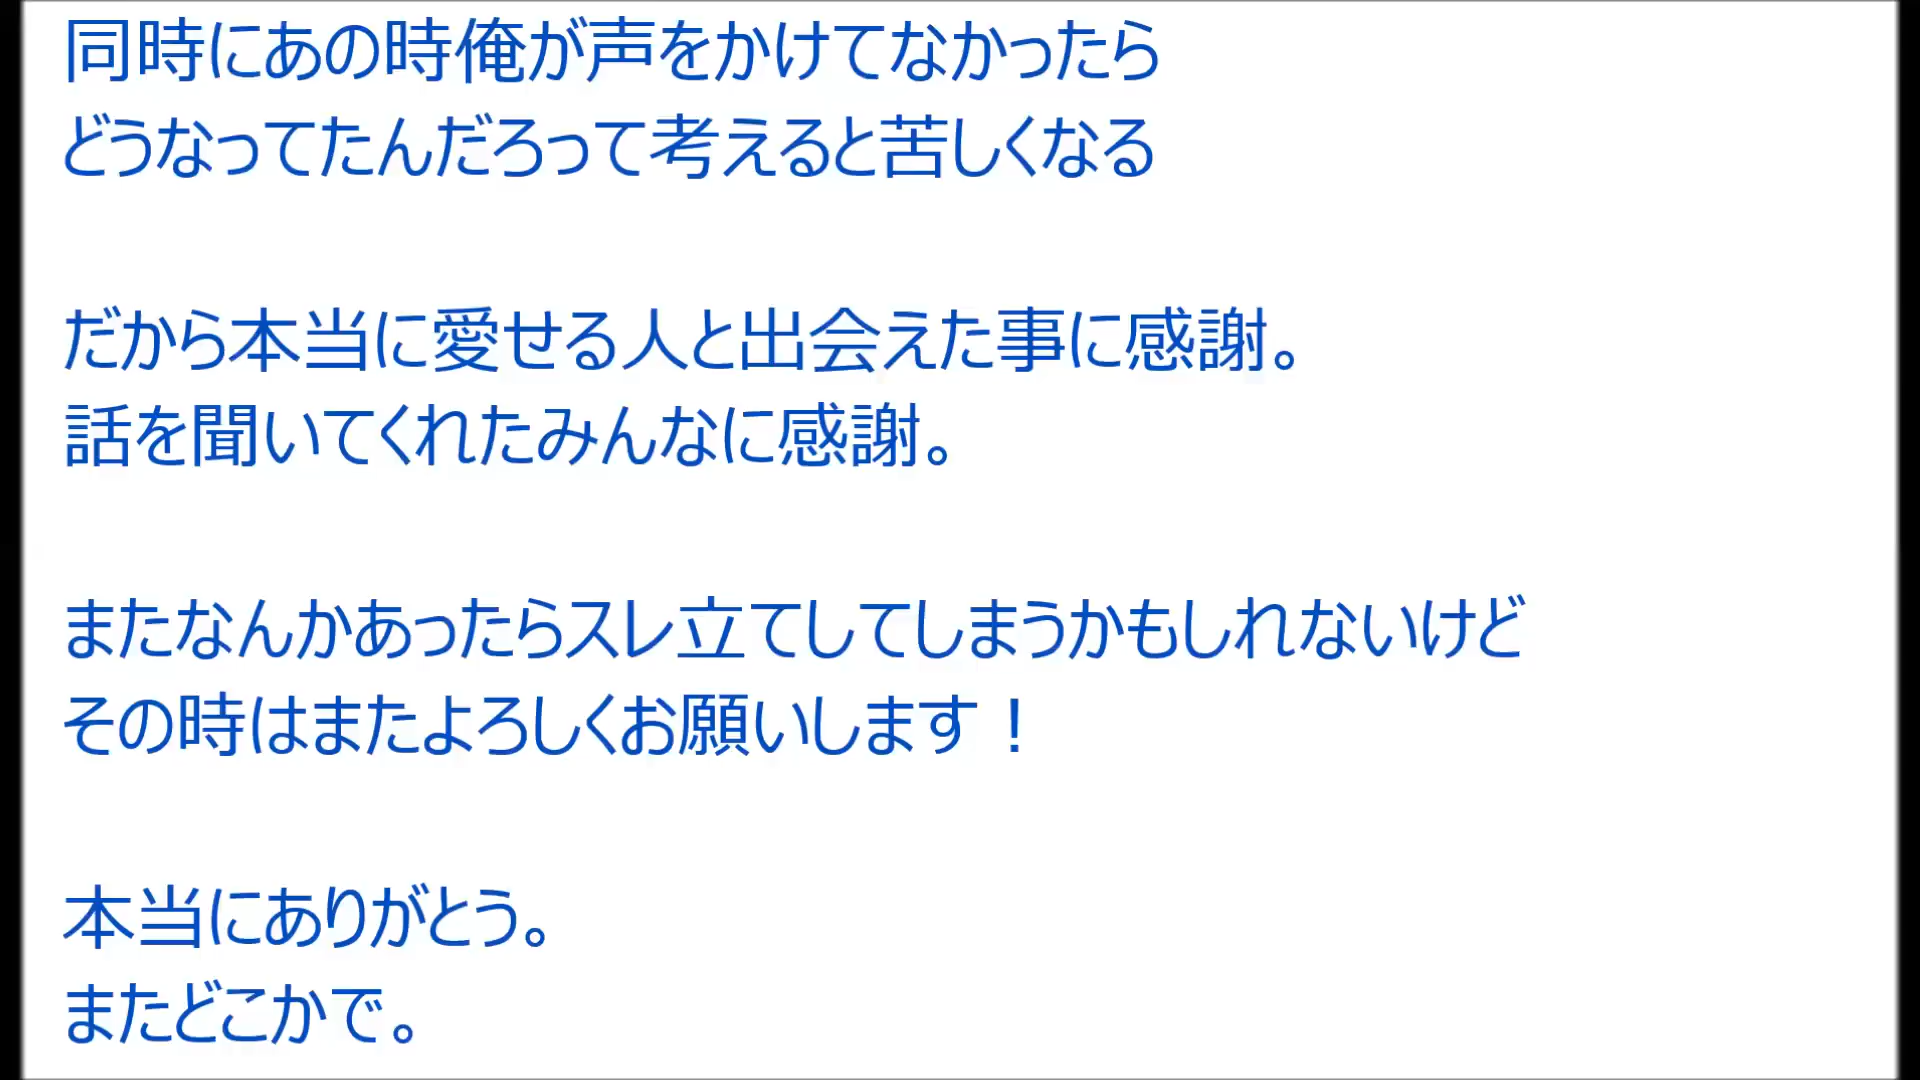 同時にあの時俺が声をかけてなかったら
どうなってたんだろって考えると苦しくなる
だから本当に愛せる人と出会えた事に感謝。
話を聞いてくれたみんなに感謝。
またなんかあったらスレ立てしてしまうかもしれないけど
その時はまたよろしくお願いします！
本当にありがとう。
またどこかで。